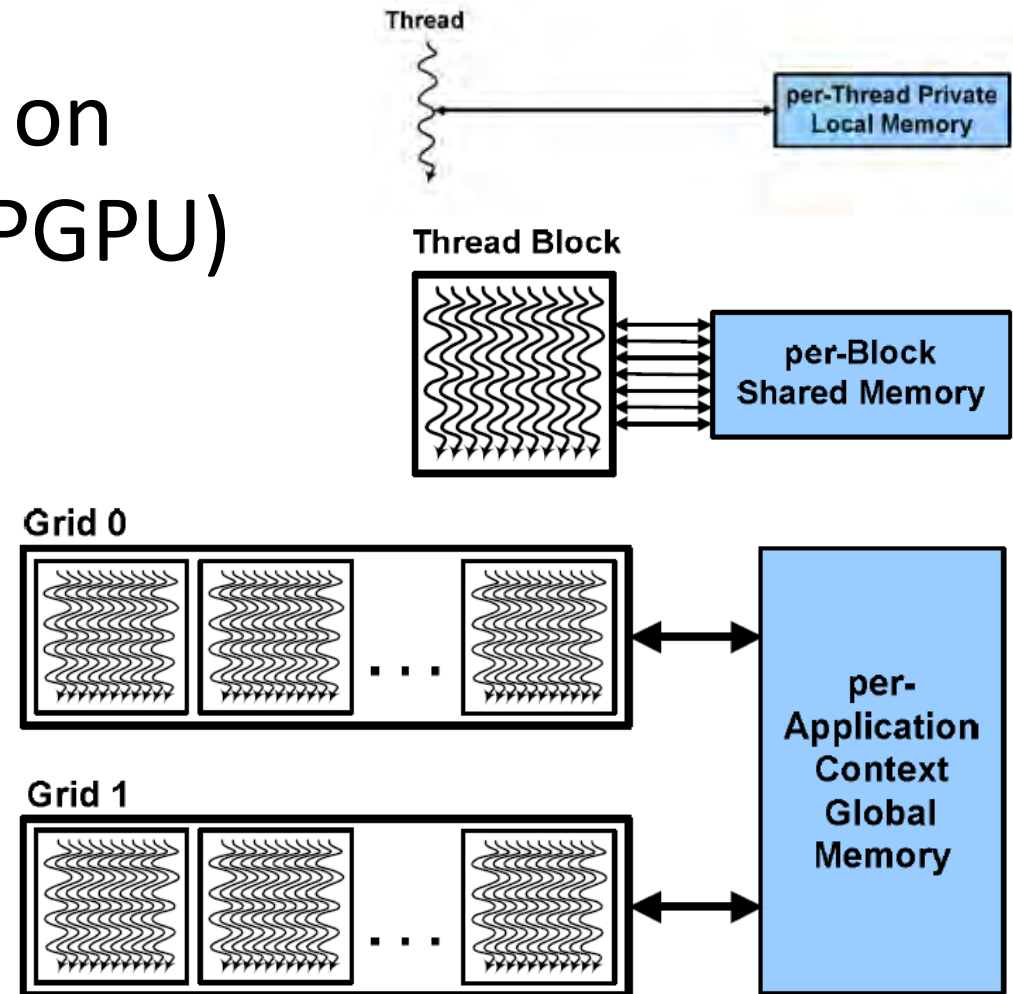 Thread
on
per-Thread Private
Local Memory
PGPU)
Thread Block
per-Block
Shared Memory
Grid 0
. . .
per-
Application
Context
Global
Memory
Grid 1
. . .